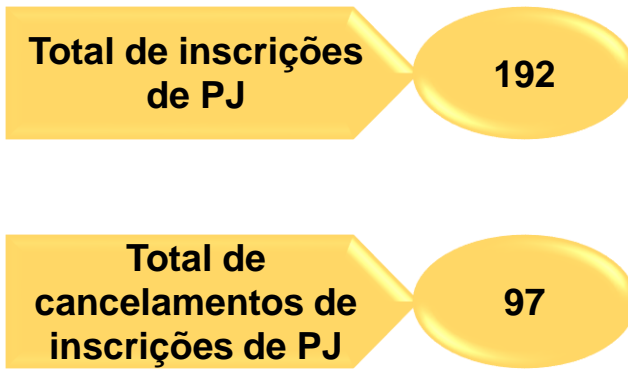 Total de inscrições
de PJ
192
Total de
cancelamentos de
inscrições de PJ
97